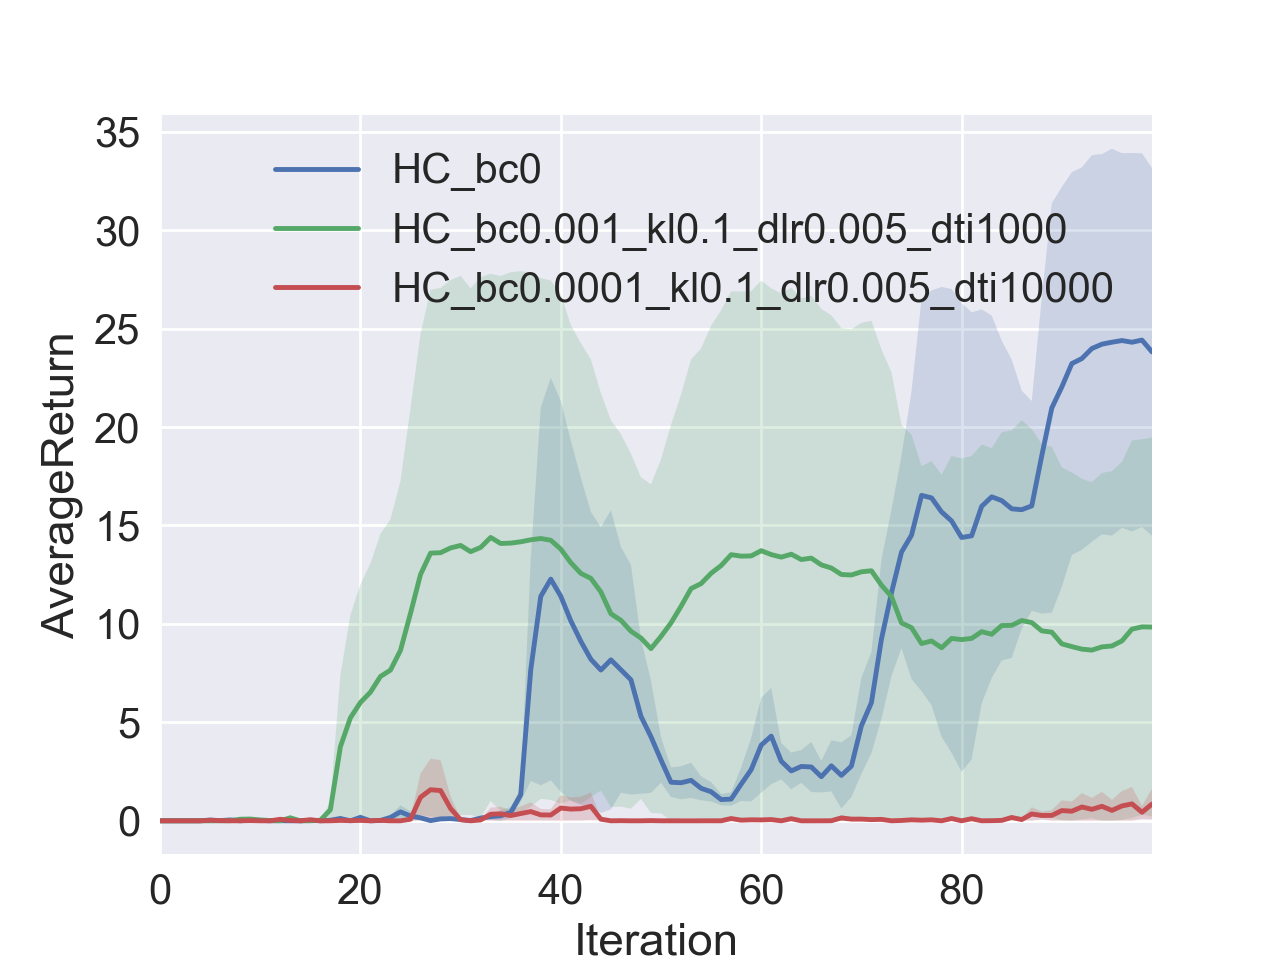 35
30
25
20
15
10
5
0
AverageReturn
HC_bc0
HC_bc0.001_kl0.1_dlr0.005_dti1000
HC_bc0.0001_kl0.1_dlr0.005_dti10000
0 20 40 60 80
Iteration